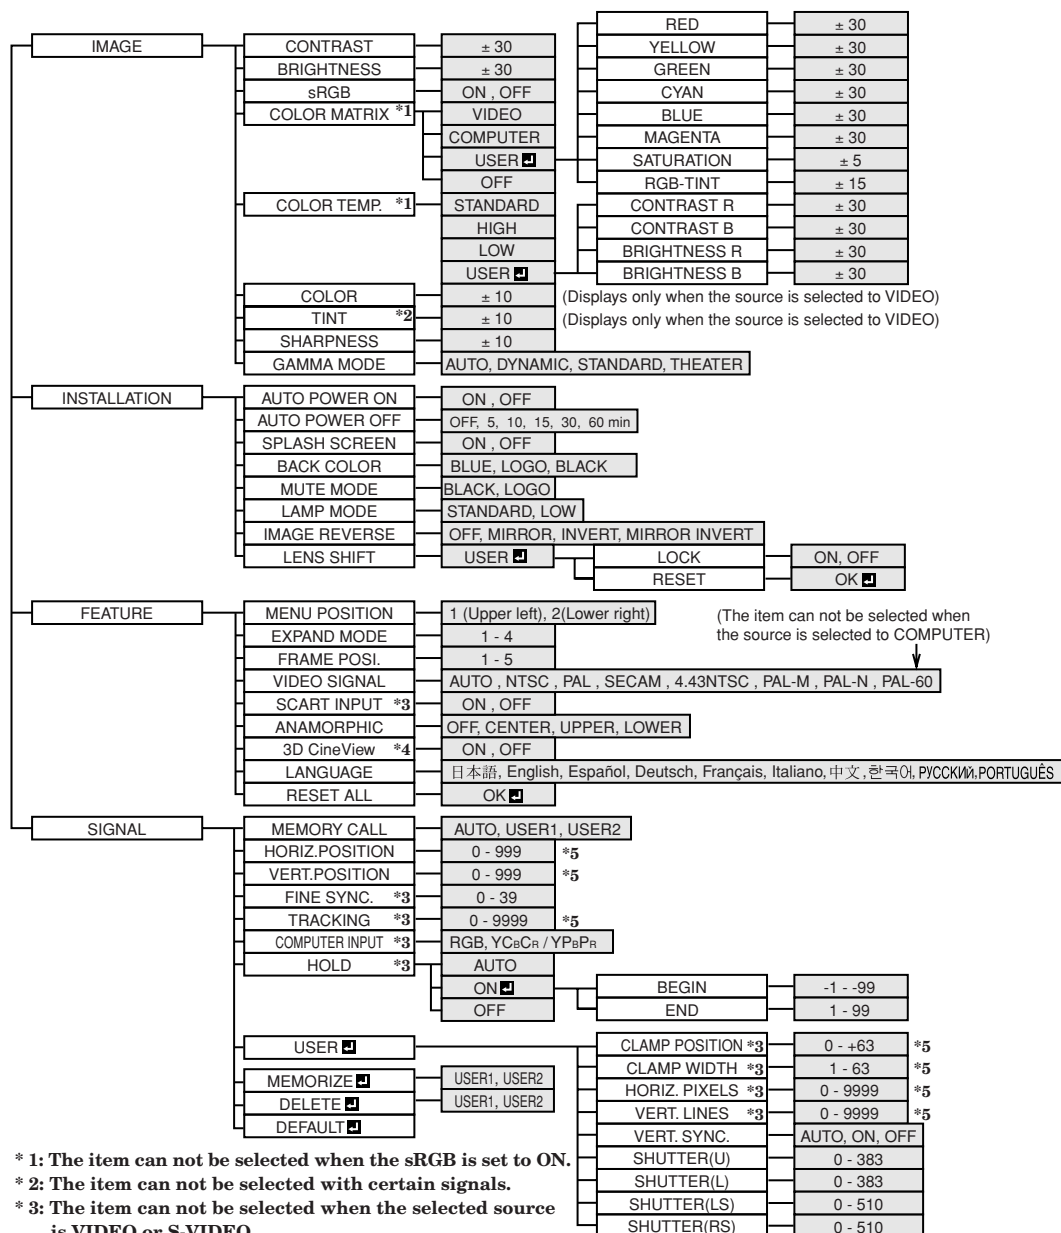 RED ± 30
IMAGE CONTRAST ± 30 YELLOW ± 30
BRIGHTNESS ± 30 GREEN ± 30
sRGB ON , OFF CYAN ± 30
COLOR MATRIX *1 VIDEO BLUE ± 30
COMPUTER MAGENTA ± 30
USER SATURATION ± 5
OFF RGB-TINT ± 15
COLOR TEMP. *1 STANDARD CONTRAST R ± 30
HIGH CONTRAST B ± 30
LOW BRIGHTNESS R ± 30
USER BRIGHTNESS B ± 30
COLOR ± 10 (Displays only when the source is selected to VIDEO)
TINT *2 ± 10 (Displays only when the source is selected to VIDEO)
SHARPNESS ± 10
GAMMA MODE AUTO, DYNAMIC, STANDARD, THEATER
INSTALLATION AUTO POWER ON ON , OFF
AUTO POWER OFF OFF, 5, 10, 15, 30, 60 min
SPLASH SCREEN ON , OFF
BACK COLOR BLUE, LOGO, BLACK
MUTE MODE BLACK, LOGO
LAMP MODE STANDARD, LOW
IMAGE REVERSE OFF, MIRROR, INVERT, MIRROR INVERT
LENS SHIFT USER LOCK ON, OFF
RESET OK
FEATURE MENU POSITION 1 (Upper left), 2(Lower right) (The item can not be selected when
EXPAND MODE 1 - 4 the source is selected to COMPUTER)
FRAME POSI. 1 - 5
VIDEO SIGNAL AUTO , NTSC , PAL , SECAM , 4.43NTSC , PAL-M , PAL-N , PAL-60
SCART INPUT *3 ON , OFF
ANAMORPHIC OFF, CENTER, UPPER, LOWER
3D CineView *4 ON , OFF
LANGUAGE 日本語, English, Español, Deutsch, Français, Italiano, 中文 , 한국어, РУССКИЙ, PORTUGUÊS
RESET ALL OK
SIGNAL MEMORY CALL AUTO, USER1, USER2
HORIZ.POSITION 0 - 999 *5
VERT.POSITION 0 - 999 *5
FINE SYNC. *3 0 - 39
TRACKING *3 0 - 9999 *5
COMPUTER INPUT *3 RGB, YCBCR / YPBPR
HOLD *3 AUTO
ON BEGIN -1 - -99
OFF END 1 - 99
USER CLAMP POSITION *3 0 - +63 *5
CLAMP WIDTH *3 1 - 63 *5
MEMORIZE USER1, USER2 HORIZ. PIXELS *3 0 - 9999 *5
DELETE USER1, USER2 VERT. LINES *3 0 - 9999 *5
DEFAULT VERT. SYNC. AUTO, ON, OFF
SHUTTER(U) 0 - 383
SHUTTER(L) 0 - 383
SHUTTER(LS) 0 - 510
SHUTTER(RS) 0 - 510
* 1: The item can not be selected when the sRGB is set to ON.
* 2: The item can not be selected with certain signals.
* 3: The item can not be selected when the selected source
is VIDEO or S-VIDEO.